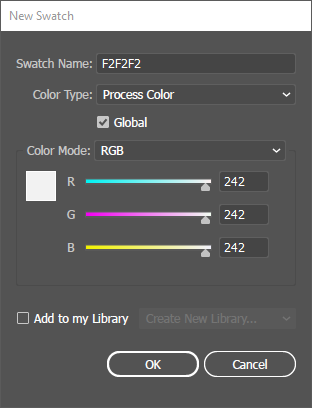 New Swatch
Swatch Name: F2F2F2
Color Type: Process Color
Global
Color Mode: RGB
R 242
G 242
B 242
Add to my Library Create New Library...
OK Cancel